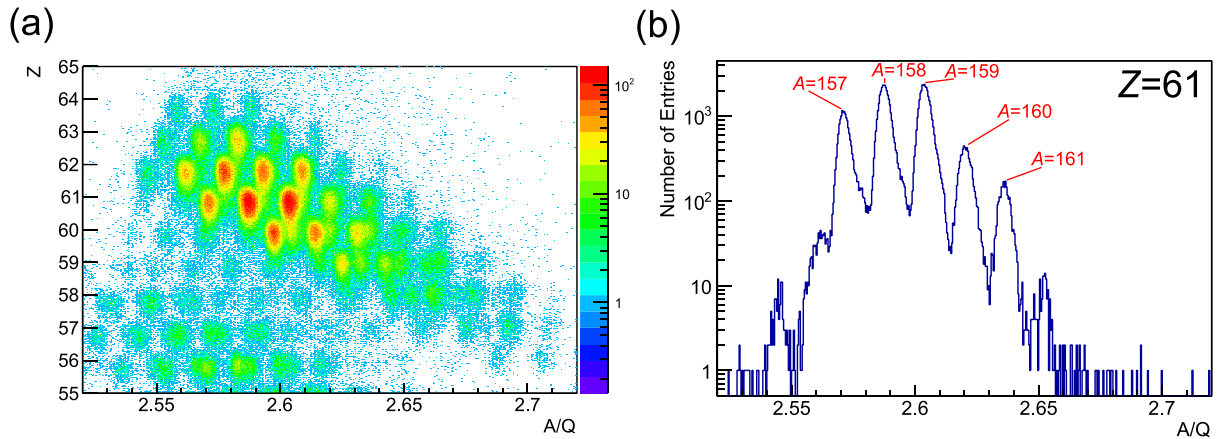 (a)
Z
65
64
63
62
61
60
59
58
57
56
55
2.55
2.6
2.65
2.7
A/Q
10²
10
1
(b)
Number of Entries
10³
10²
10
1
A=157
A=158
A=159
A=160
A=161
Z=61
2.55
2.6
2.65
2.7
A/Q